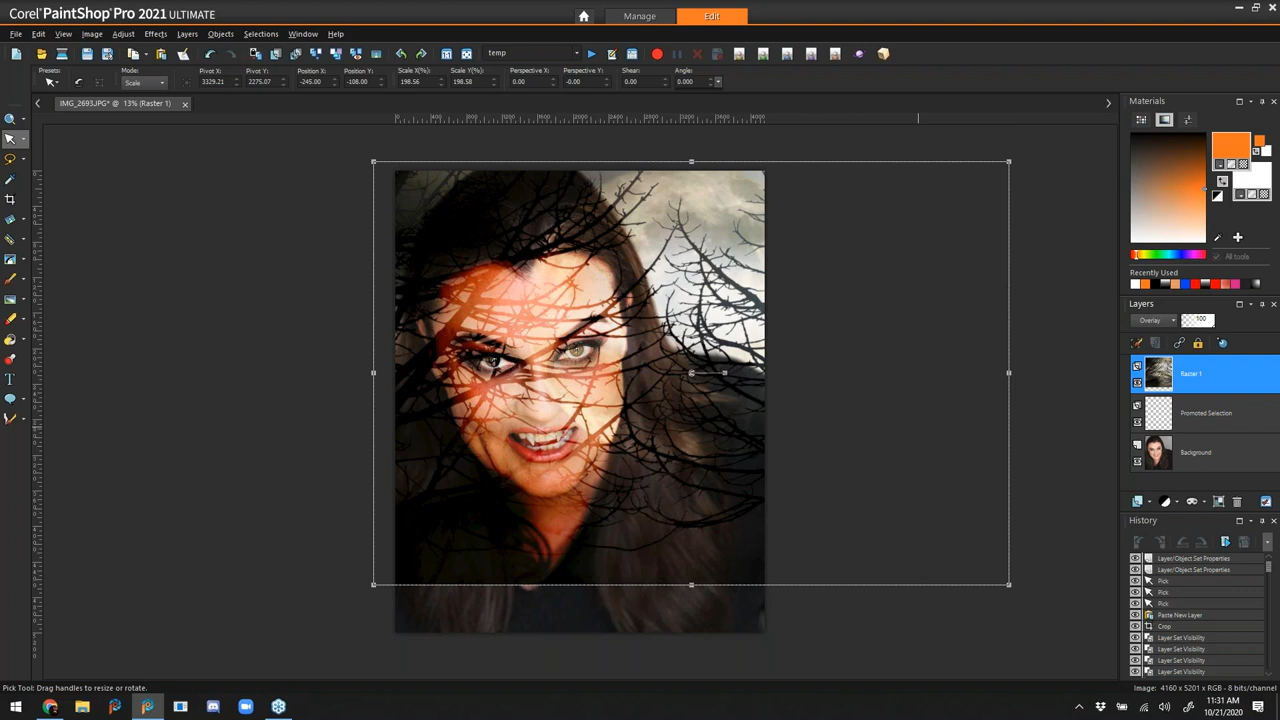 Corel® PaintShop® Pro 2021 ULTIMATE
Manage
Edit
File Edit View Image Adjust Effects Layers Objects Selections Window Help
temp
Presets: Mode: Pivot X: Pivot Y: Position X: Position Y: Scale X(%): Scale Y(%): Perspective X: Perspective Y: Shear: Angle:
Scale 3329.21 2275.07 -245.00 -108.00 198.56 198.58 0.00 -0.00 0.00 0.000
IMG_2693JPG* @ 13% (Raster 1)
Materials
All tools
Recently Used
Layers
Overlay 100
Raster 1
Promoted Selection
Background
History
Layer/Object Set Properties
Layer/Object Set Properties
Pick
Pick
Pick
Paste New Layer
Crop
Layer Set Visibility
Layer Set Visibility
Layer Set Visibility
Layer Set Visibility
Pick Tool: Drag handles to resize or rotate.
Image: 4160 x 5201 x RGB - 8 bits/channel
11:31 AM
10/21/2020